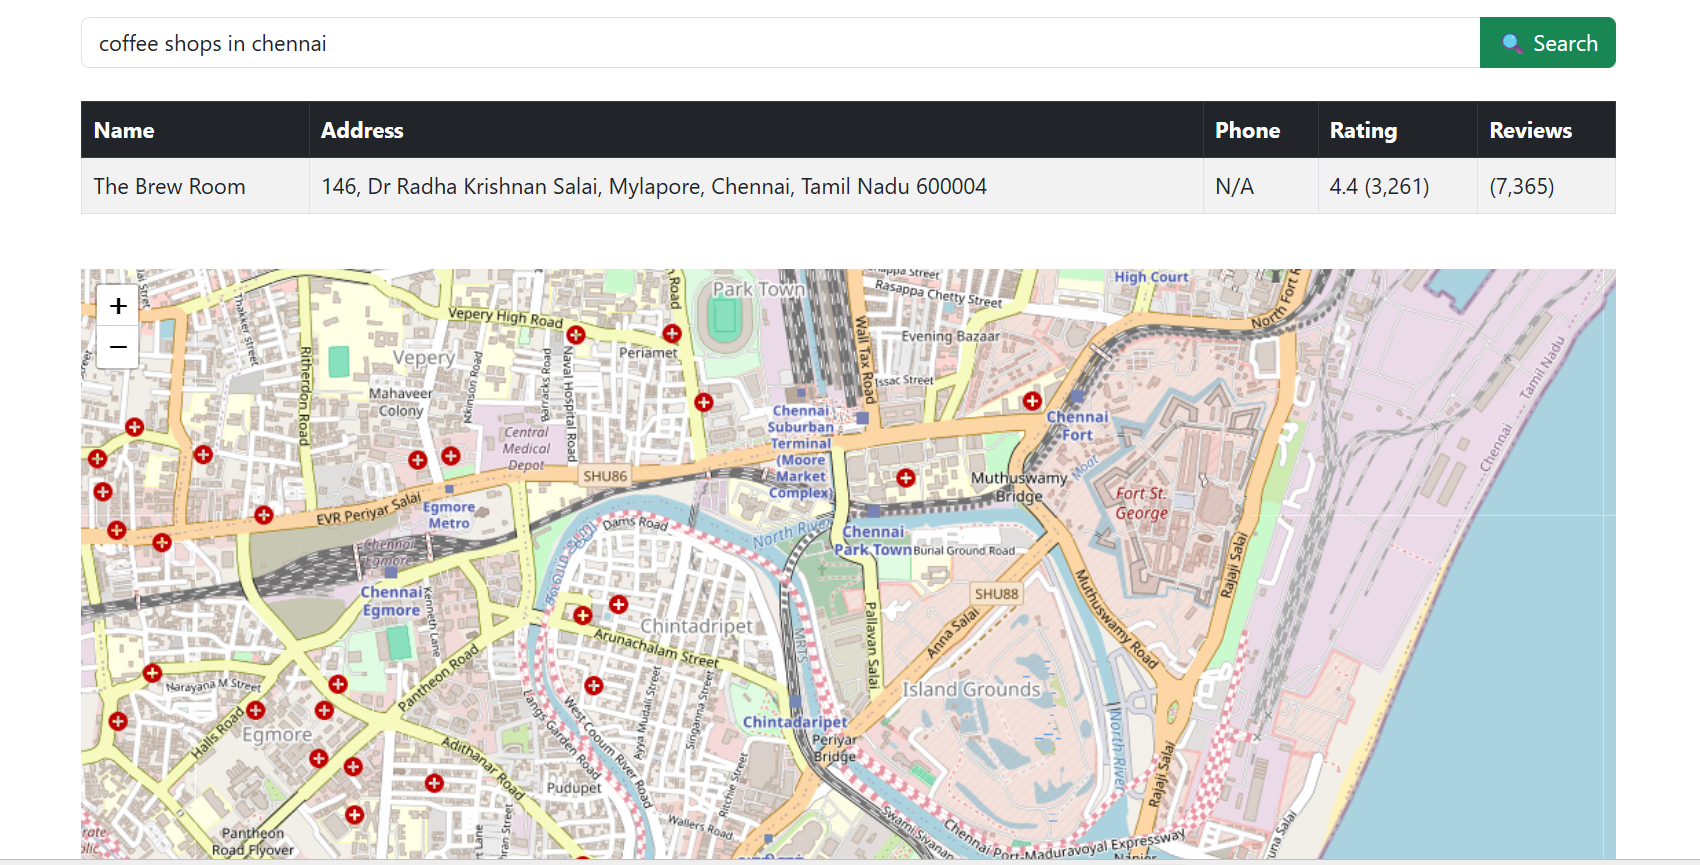 coffee shops in chennai
Search
Name Address Phone Rating Reviews
The Brew Room 146, Dr Radha Krishnan Salai, Mylapore, Chennai, Tamil Nadu 600004 N/A 4.4 (3,261) (7,365)
+
−
High Court
Park Town
Rasappa Chetty Street
North Fort R
Road
Thakker Street
Vepery High Road
Wall Tax Road
Evening Bazaar
Vepery
Periamet
Ritherdon Road
Atkinson Road
Barracks Road
Naval Hospital Road
Issac Street
Tamil Nadu
Mahaveer
Colony
Chennai
Suburban
Terminal
(Moore
Market
Complex)
Chennai
Fort
Central
Medical
Depot
Chennai
SHU86
Moat
Muthuswamy
Bridge
Fort St.
George
EVR Periyar Salai
Egmore
Metro
Dams Road
North River
Chennai
Park Town
Burial Ground Road
Chennai
Egmore
Chennai
Egmore
Kenneth Lane
SHU88
Rajaji Salai
Muthuswamy Road
Chintadripet
Arunachalam Street
MRTS
Pallavan Salai
Anna Salai
Pantheon Road
Narayana M Street
Island Grounds
Halls Road
Egmore
Langs Garden Road
West Cooum River Road
Ayya Mudali Street
Singanna Street
Chintadaripet
Periyar
Bridge
North River
Adithanar Road
Rajaji Salai
Pudupet
Ritchie Street
Wallers Road
Pantheon
Road Flyover
Swami Sivanan
Chennai Port-Maduravoyal Expressway
Napier